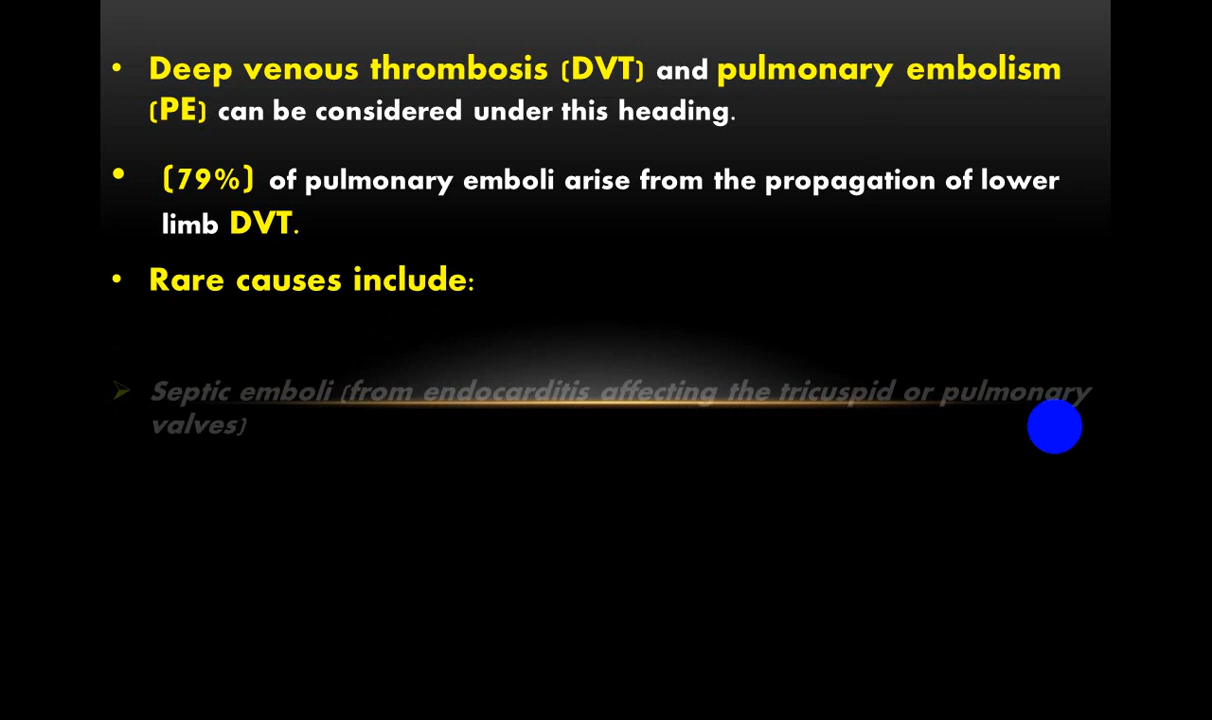 • Deep venous thrombosis (DVT) and pulmonary embolism
(PE) can be considered under this heading.
• (79%) of pulmonary emboli arise from the propagation of lower
limb DVT.
• Rare causes include:
➢ Septic emboli (from endocarditis affecting the tricuspid or pulmonary
valves)